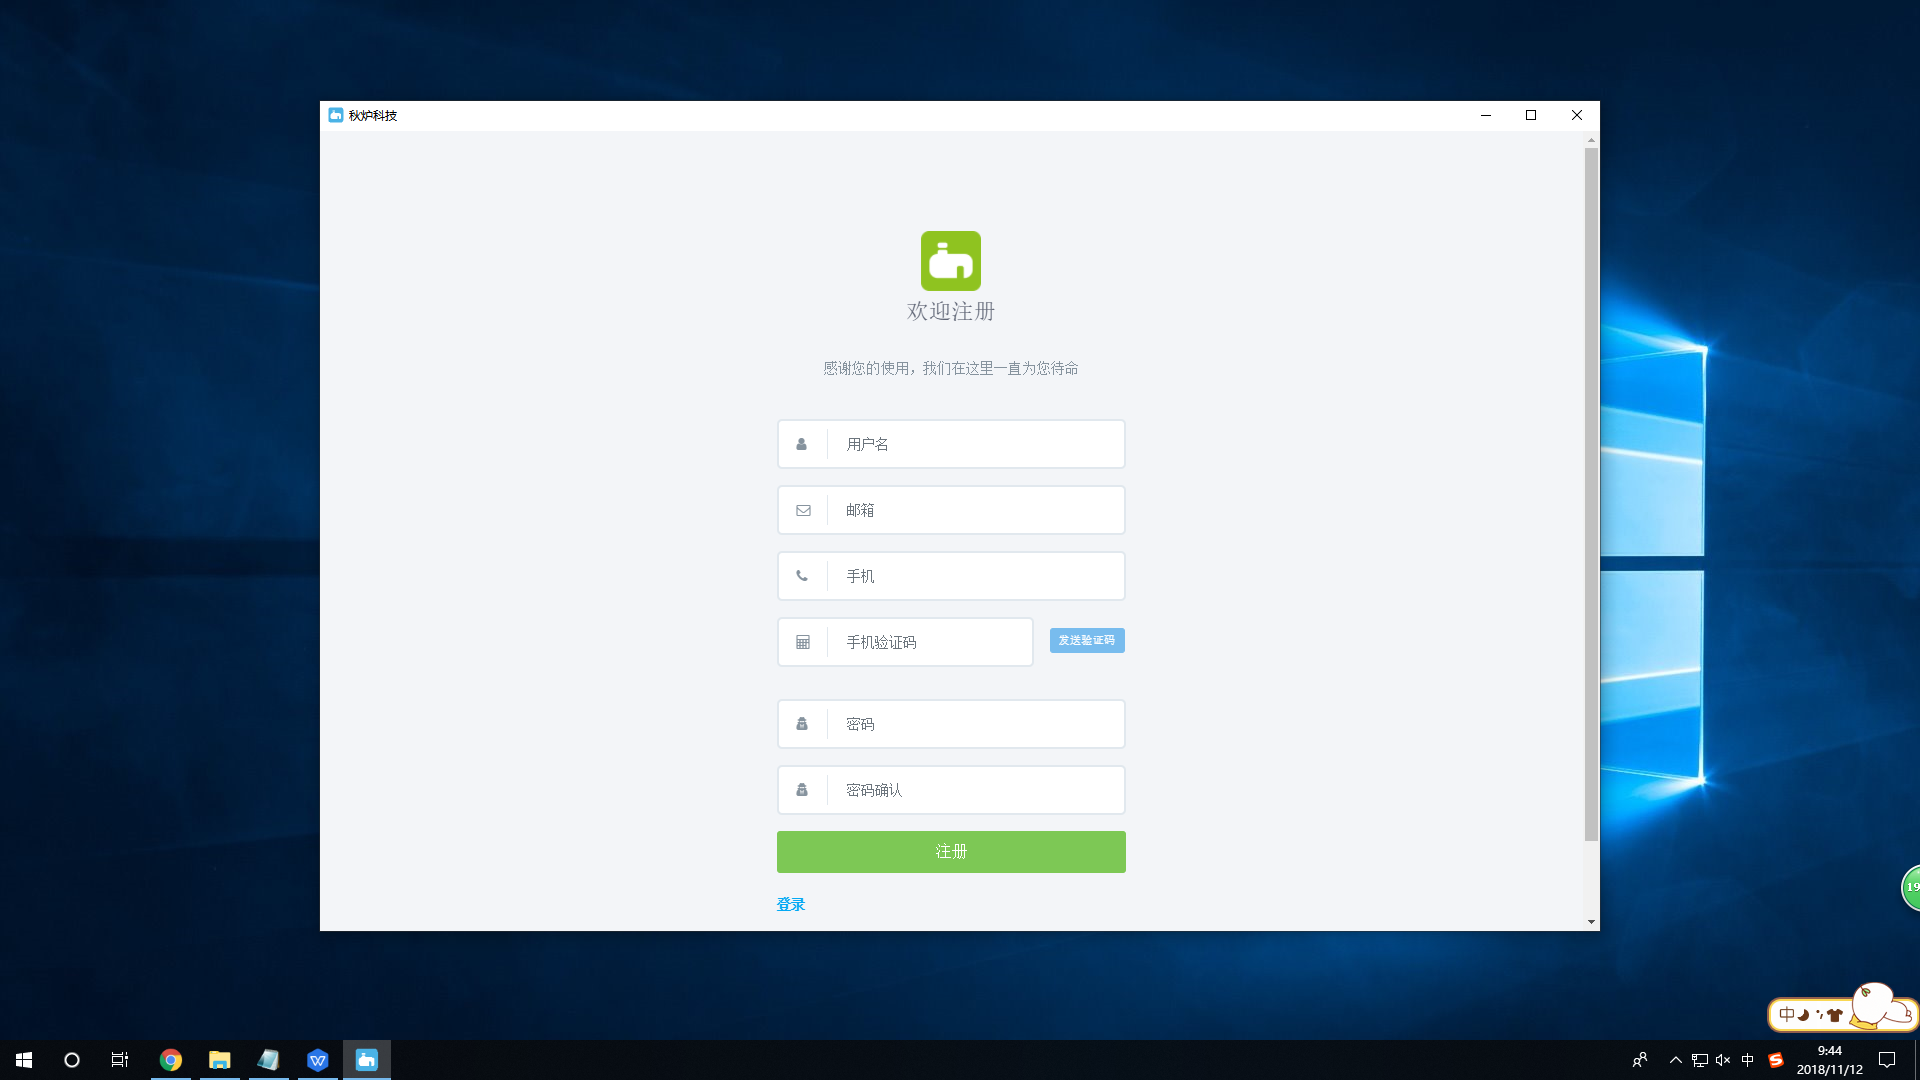 秋炉科技
欢迎注册
感谢您的使用，我们在这里一直为您待命
用户名
邮箱
手机
手机验证码
发送验证码
密码
密码确认
注册
登录
19
中
中
9:44
2018/11/12